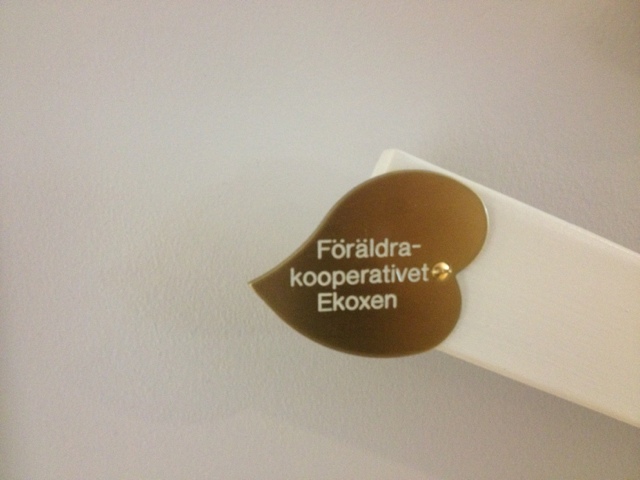 Föräldra-
kooperativet
Ekoxen